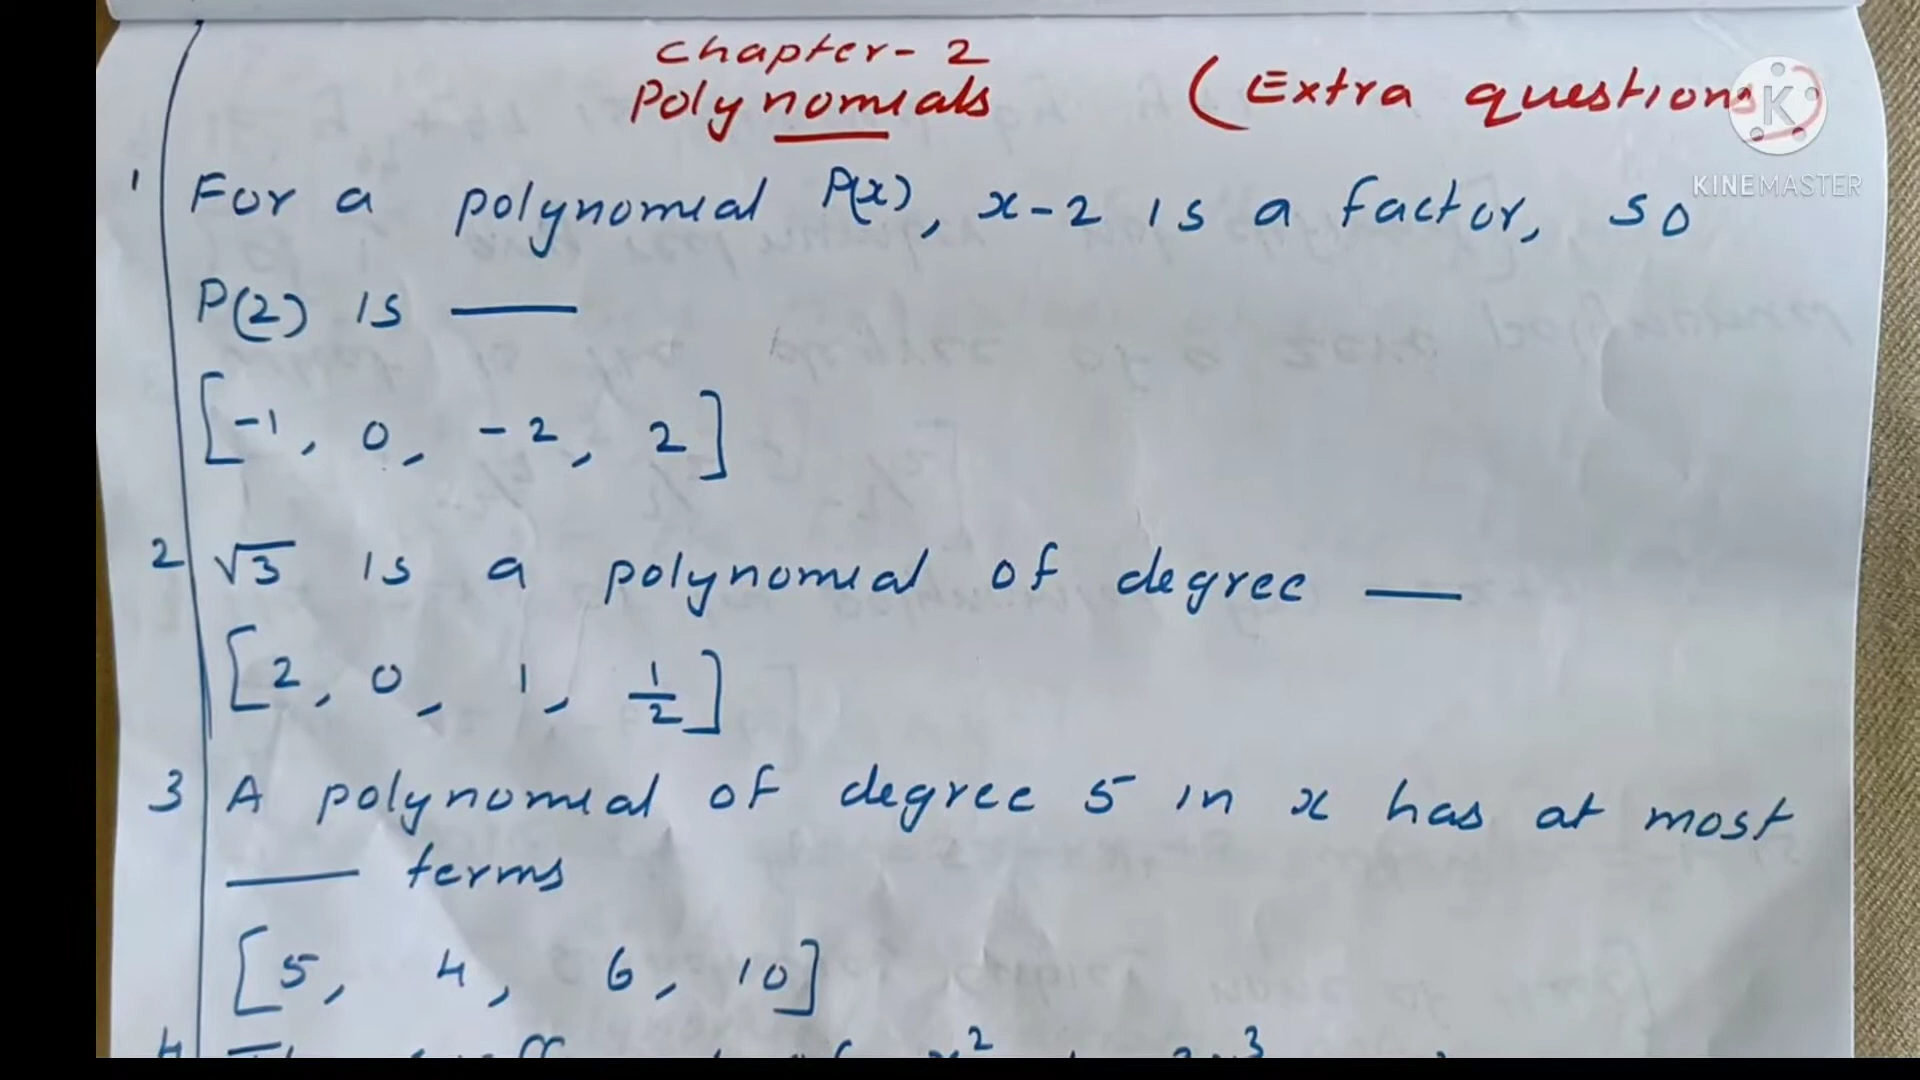 Chapter-2
Polynomials (Extra questions)
KINEMASTER
1 For a polynomial P(x), x-2 is a factor, so
P(2) is ___
[-1, 0, -2, 2]
2 √3 is a polynomial of degree ___
[2, 0, 1, 1/2]
3 A polynomial of degree 5 in x has at most
___ terms
[5, 4, 6, 10]
4